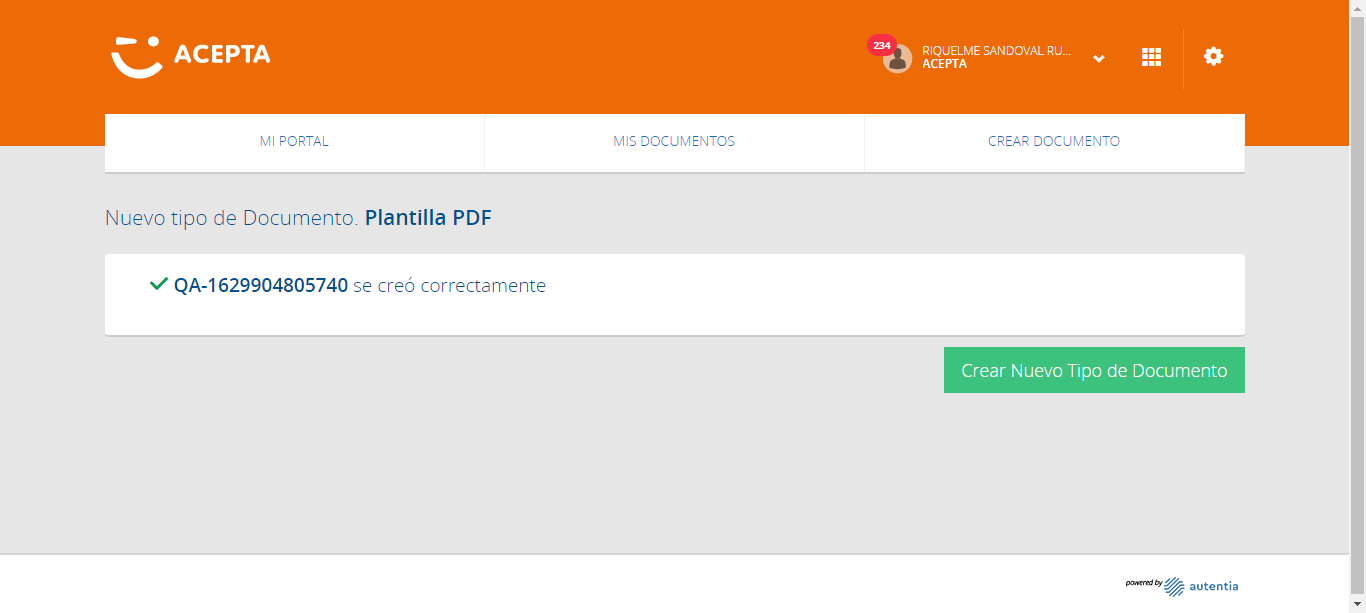 ACEPTA
234
RIQUELME SANDOVAL RU...
ACEPTA
MI PORTAL
MIS DOCUMENTOS
CREAR DOCUMENTO
Nuevo tipo de Documento. Plantilla PDF
QA-1629904805740 se creó correctamente
Crear Nuevo Tipo de Documento
powered by autentia